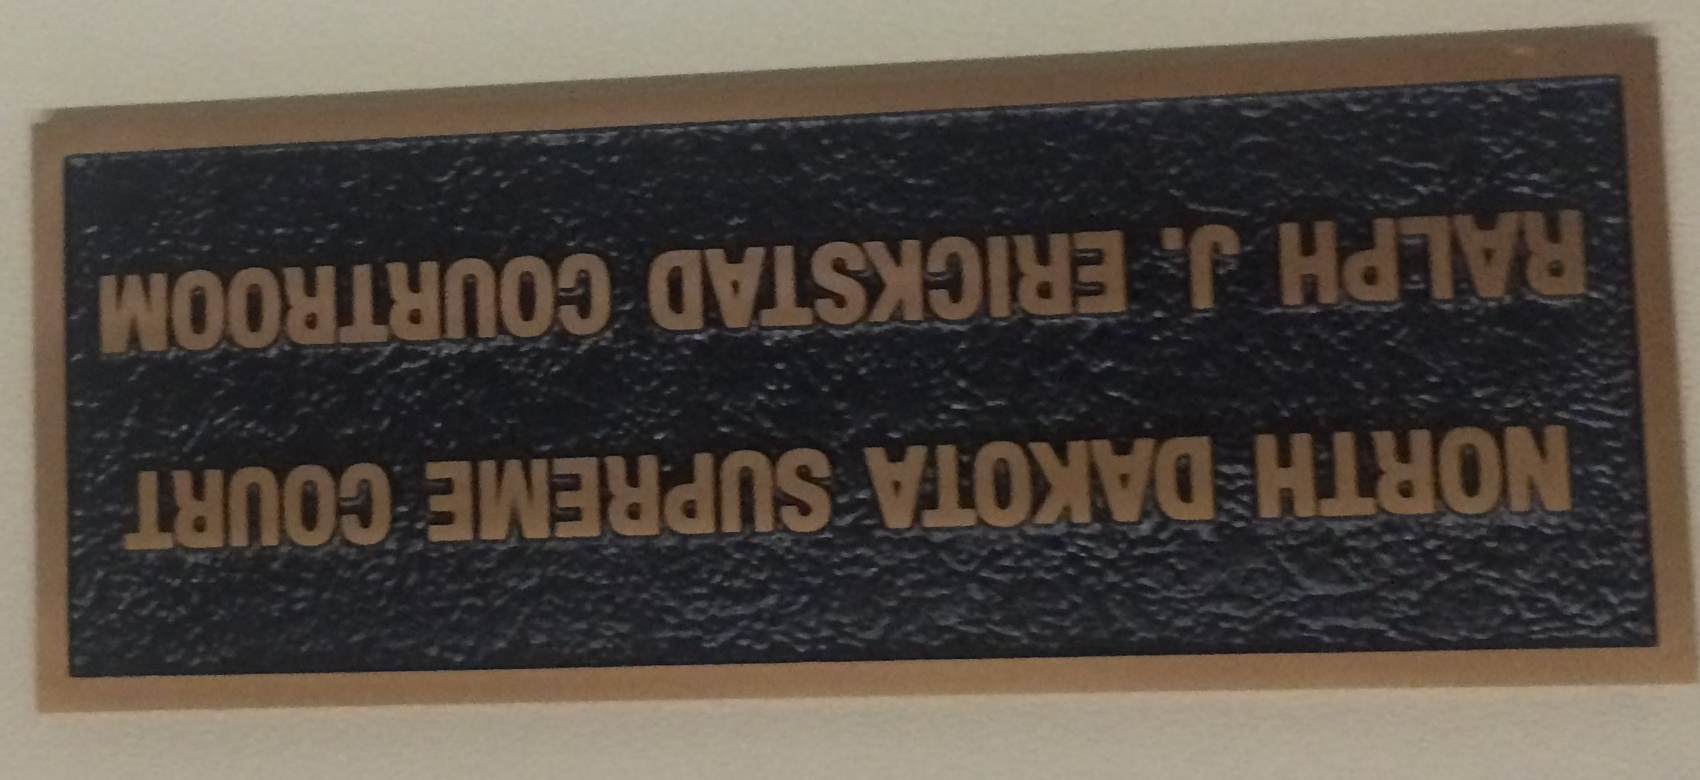 NORTH DAKOTA SUPREME COURT
RALPH J. ERICKSTAD COURTROOM